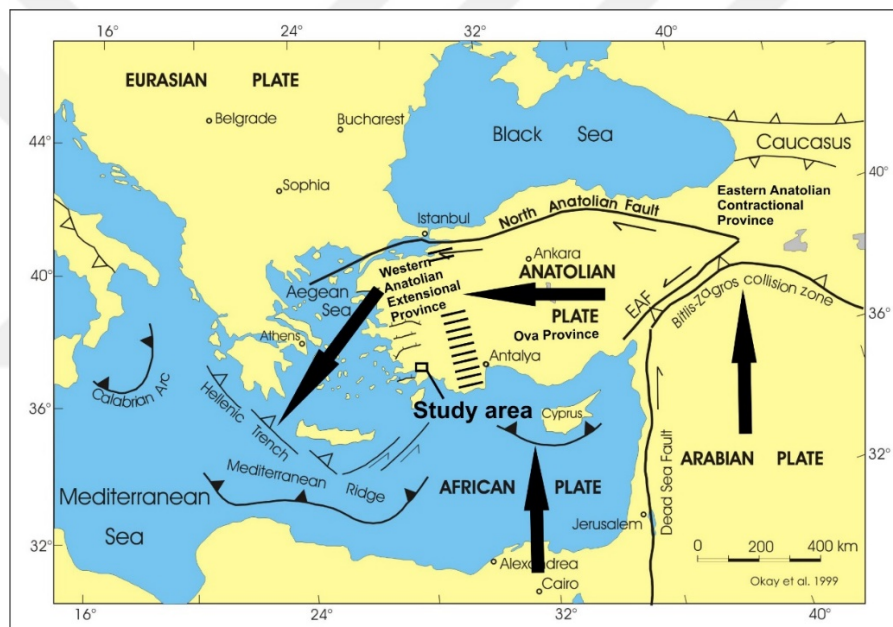 16° 24° 32° 40°
EURASIAN PLATE
Belgrade
Bucharest
44°
Black Sea
Caucasus
40°
Sophia
Eastern Anatolian
Contractional
Province
Istanbul
North Anatolian Fault
Ankara
40°
Western
Anatolian
Extensional
Province
ANATOLIAN
PLATE
Ova Province
Aegean
Sea
EAF
Bitlis-Zagros collision zone
36°
Athens
Antalya
Calabrian Arc
Hellenic
Trench
Study area
Cyprus
36°
Mediterranean
Ridge
AFRICAN PLATE
Dead Sea Fault
ARABIAN PLATE
32°
Mediterranean
Sea
Jerusalem
32°
Alexandrea
Cairo
0 200 400 km
Okay et al. 1999
16° 24° 32° 40°